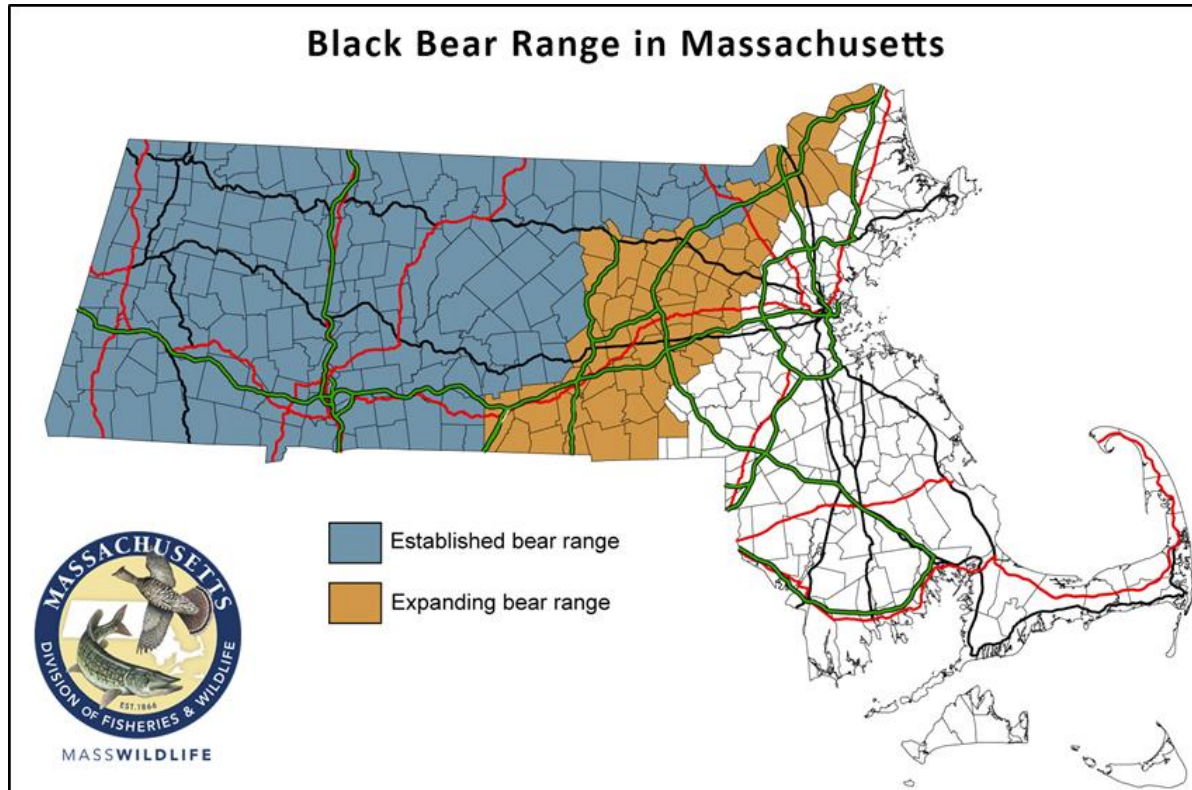 Black Bear Range in Massachusetts
Established bear range
Expanding bear range
MASSACHUSETTS
EST.1866
DIVISION OF FISHERIES & WILDLIFE
MASSWILDLIFE